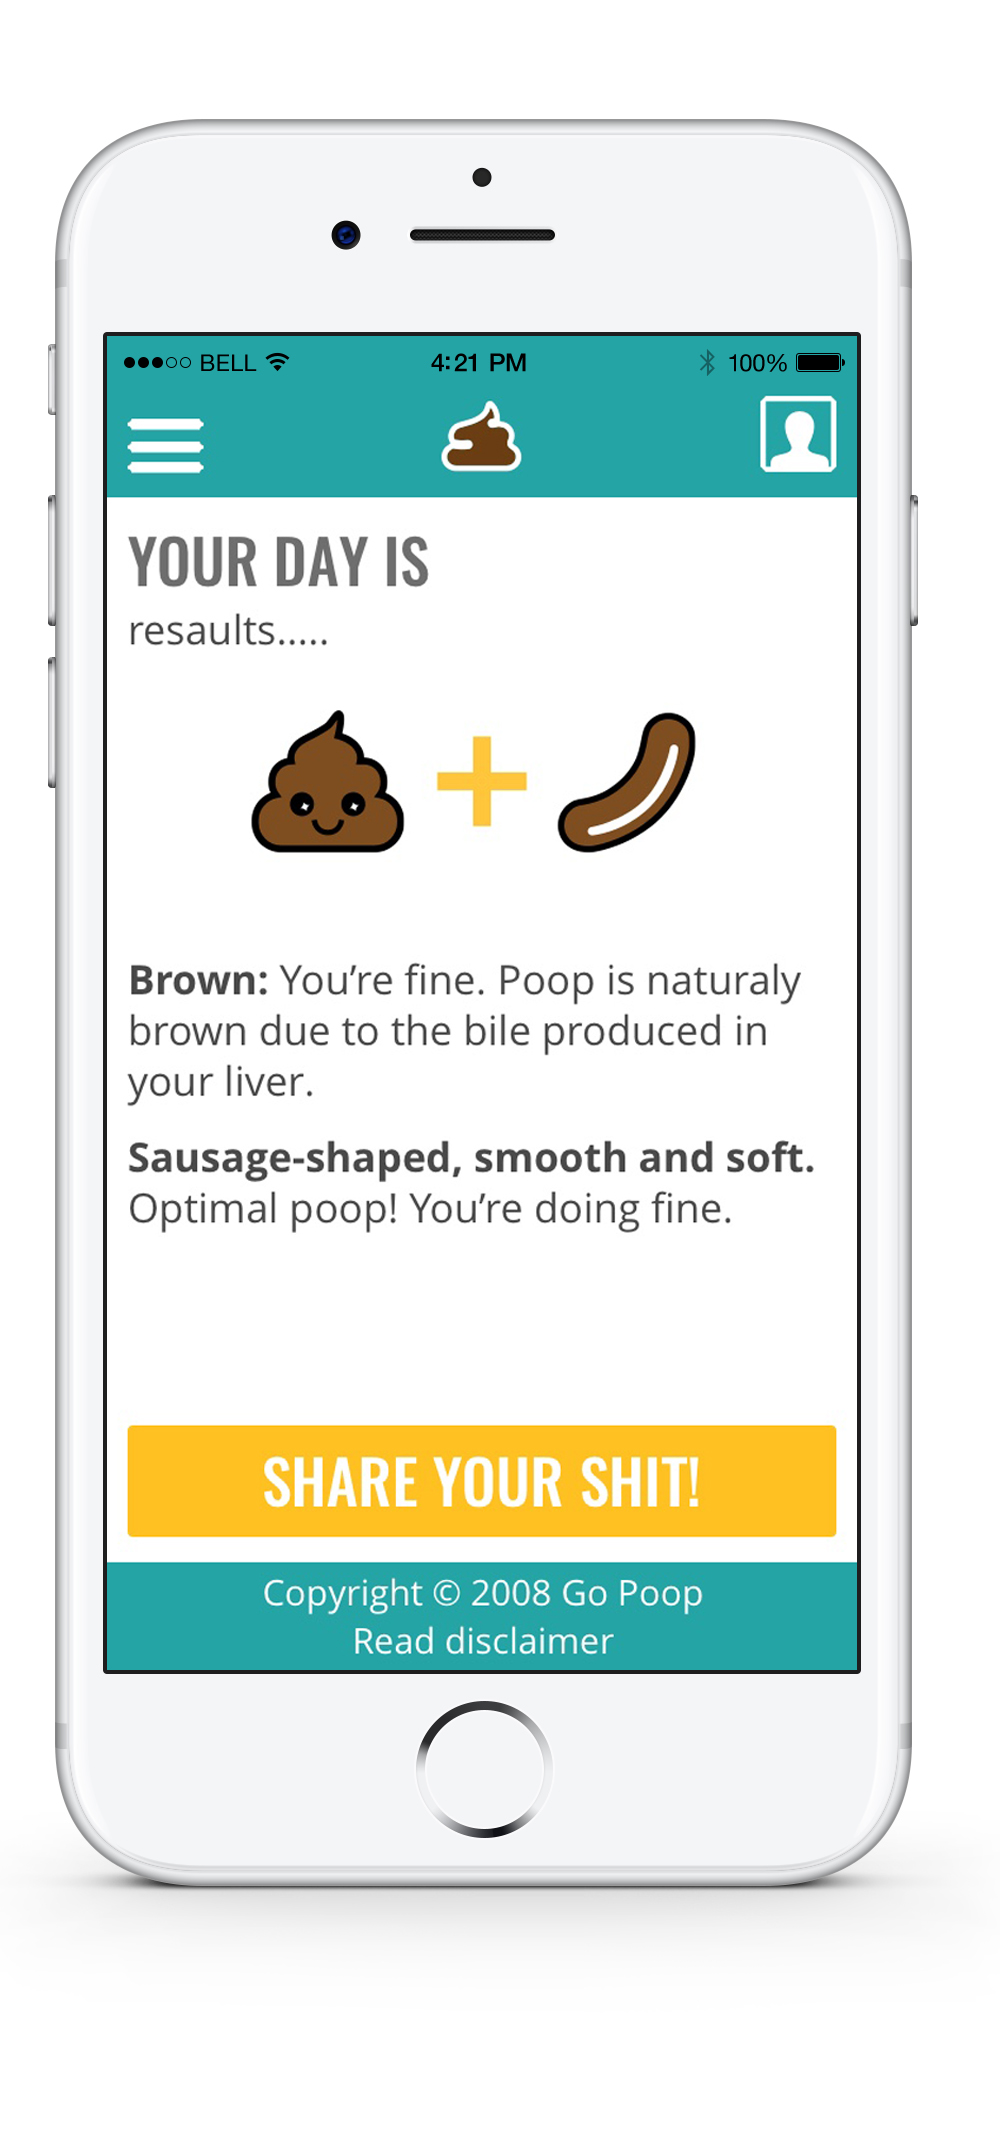 BELL 4:21 PM 100%
YOUR DAY IS
resaults.....
Brown: You’re fine. Poop is naturaly
brown due to the bile produced in
your liver.
Sausage-shaped, smooth and soft.
Optimal poop! You’re doing fine.
SHARE YOUR SHIT!
Copyright © 2008 Go Poop
Read disclaimer